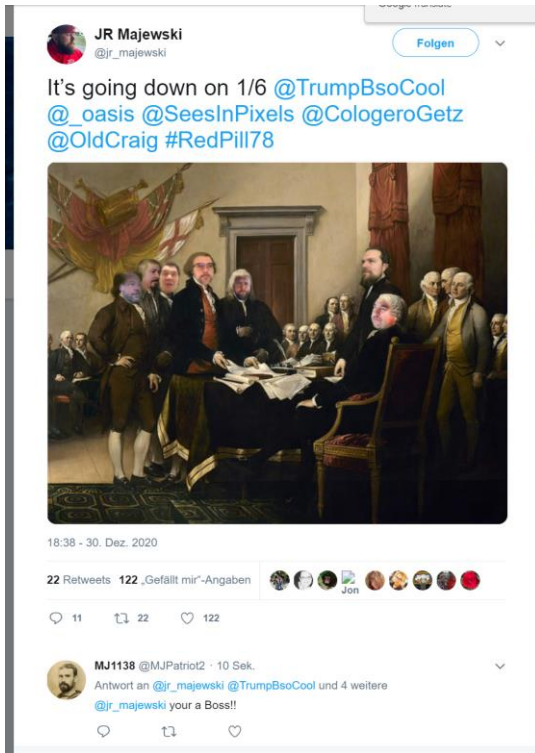 Google Translate
JR Majewski
@jr_majewski
Folgen
It's going down on 1/6 @TrumpBsoCool
@_oasis @SeesInPixels @CologeroGetz
@OldCraig #RedPill78
18:38 - 30. Dez. 2020
22 Retweets 122 „Gefällt mir“-Angaben
Jon
11 22 122
MJ1138 @MJPatriot2 · 10 Sek.
Antwort an @jr_majewski @TrumpBsoCool und 4 weitere
@jr_majewski your a Boss!!